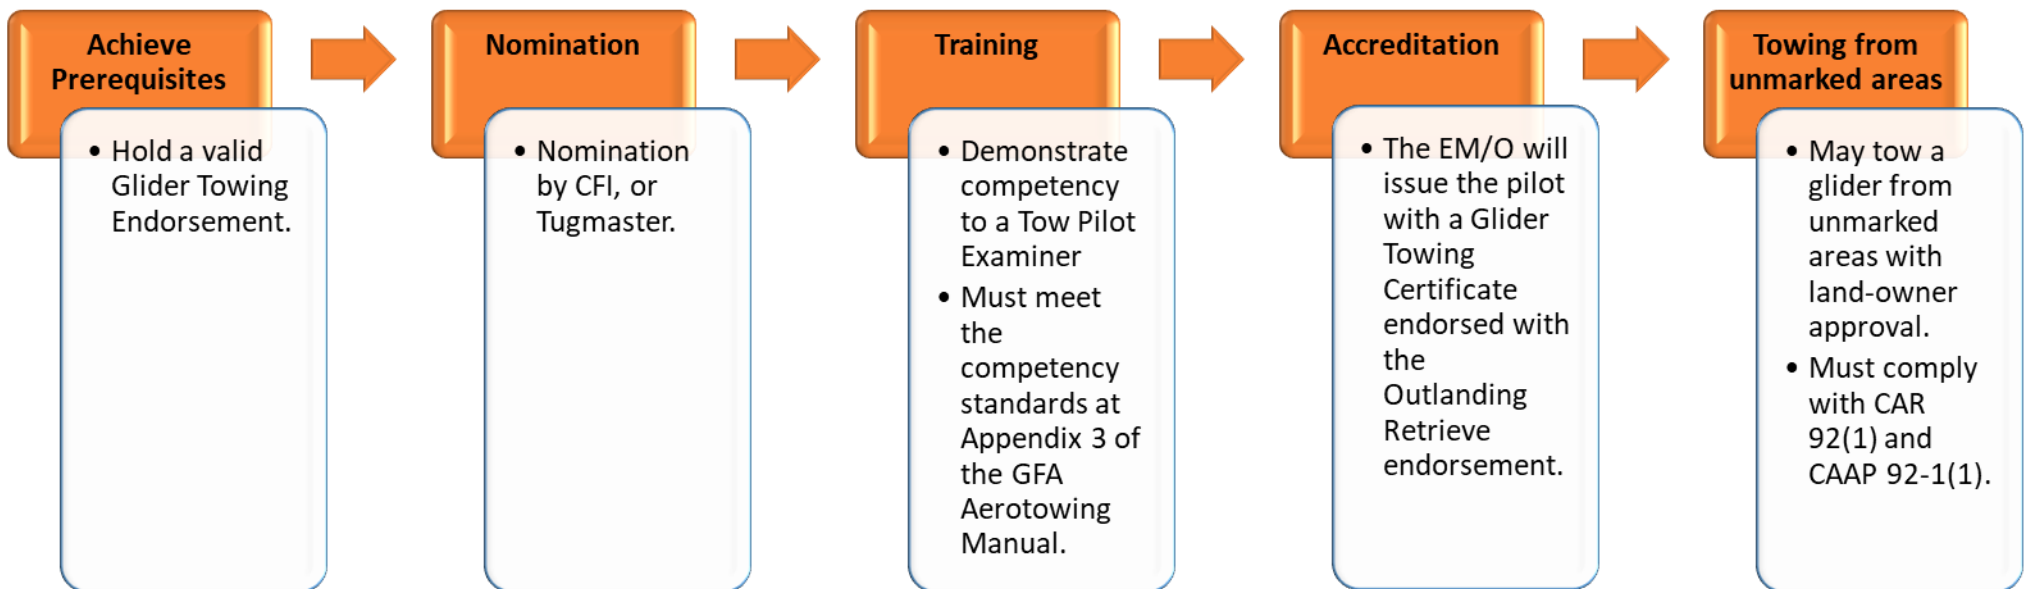 Achieve
Prerequisites
• Hold a valid
Glider Towing
Endorsement.
Nomination
• Nomination
by CFI, or
Tugmaster.
Training
• Demonstrate
competency
to a Tow Pilot
Examiner
• Must meet
the
competency
standards at
Appendix 3 of
the GFA
Aerotowing
Manual.
Accreditation
• The EM/O will
issue the pilot
with a Glider
Towing
Certificate
endorsed with
the
Outlanding
Retrieve
endorsement.
Towing from
unmarked areas
• May tow a
glider from
unmarked
areas with
land-owner
approval.
• Must comply
with CAR
92(1) and
CAAP 92-1(1).